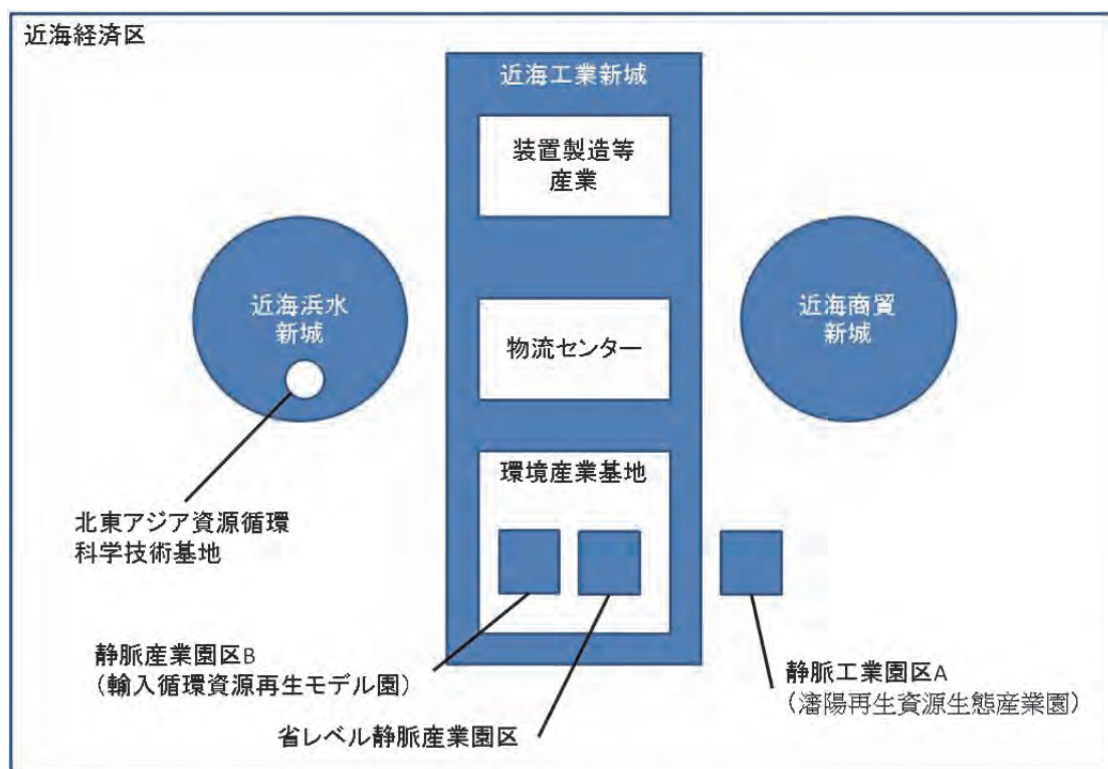 近海経済区
近海工業新城
装置製造等
産業
近海浜水
新城
物流センター
近海商貿
新城
環境産業基地
北東アジア資源循環
科学技術基地
静脈産業園区B
（輸入循環資源再生モデル園）
省レベル静脈産業園区
静脈工業園区A
（瀋陽再生資源生態産業園）